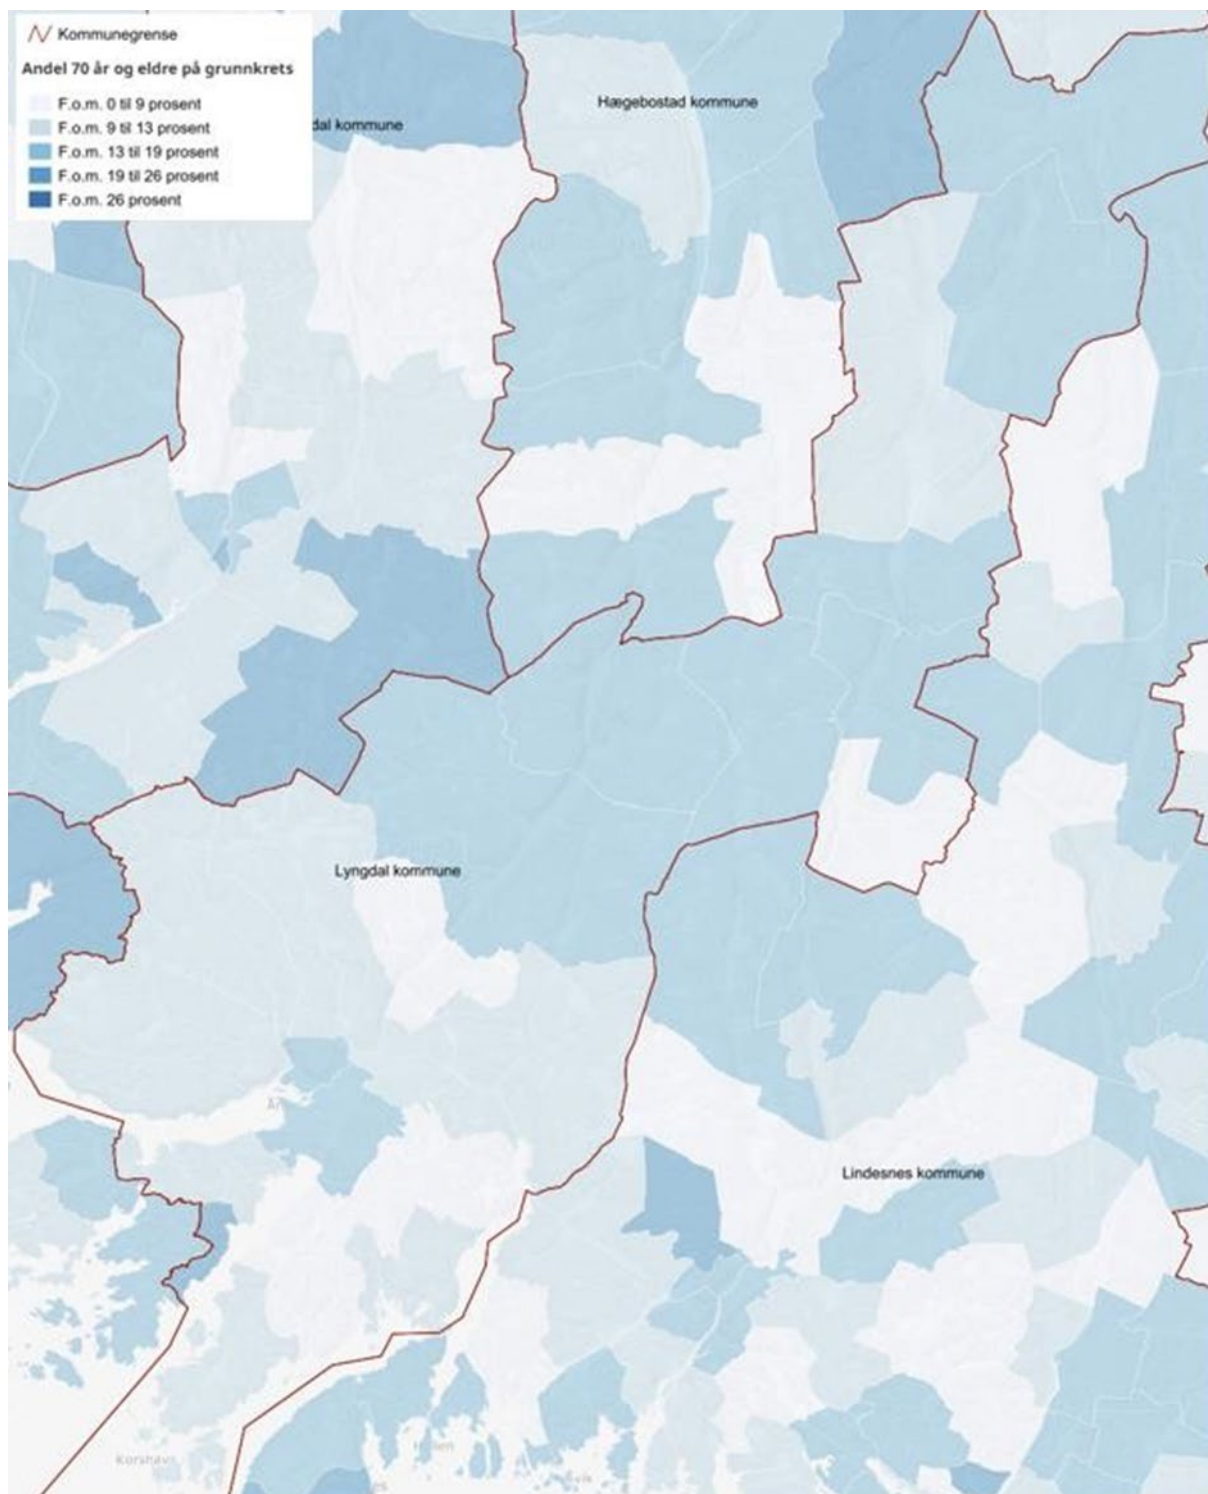 Kommunegrense
Andel 70 år og eldre på grunnkrets
F.o.m. 0 til 9 prosent
F.o.m. 9 til 13 prosent
F.o.m. 13 til 19 prosent
F.o.m. 19 til 26 prosent
F.o.m. 26 prosent
Hægebostad kommune
dal kommune
Lyngdal kommune
Lindesnes kommune
Korshavn